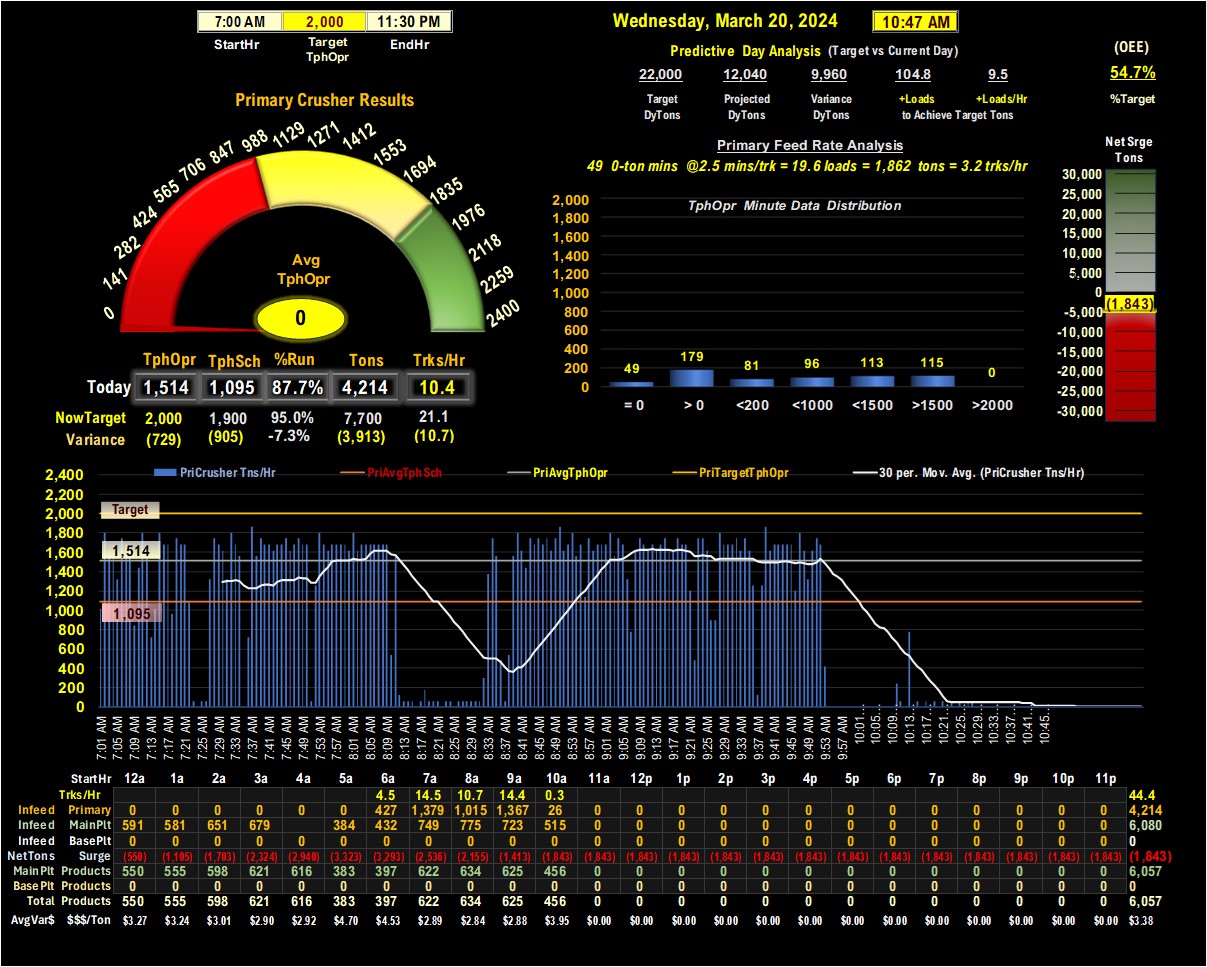 7:00 AM 2,000 11:30 PM
StartHr Target TphOpr EndHr
Wednesday, March 20, 2024 10:47 AM
Predictive Day Analysis (Target vs Current Day)
22,000 12,040 9,960 104.8 9.5
Target DyTons Projected DyTons Variance DyTons +Loads +Loads/Hr
to Achieve Target Tons
(OEE)
54.7%
%Target
Primary Crusher Results
0 141 282 424 565 706 847 988 1129 1271 1412 1553 1694 1835 1976 2118 2259 2400
Avg
TphOpr
0
TphOpr TphSch %Run Tons Trks/Hr
Today 1,514 1,095 87.7% 4,214 10.4
NowTarget 2,000 1,900 95.0% 7,700 21.1
Variance (729) (905) -7.3% (3,913) (10.7)
Primary Feed Rate Analysis
49 0-ton mins @2.5 mins/trk = 19.6 loads = 1,862 tons = 3.2 trks/hr
TphOpr Minute Data Distribution
2,000
1,800
1,600
1,400
1,200
1,000
800
600
400
200
0
49 179 81 96 113 115 0
= 0 > 0 <200 <1000 <1500 >1500 >2000
Net Srge
Tons
30,000
25,000
20,000
15,000
10,000
5,000
0
(1,843)
-5,000
-10,000
-15,000
-20,000
-25,000
-30,000
PriCrusher Tns/Hr PriAvgTphSch PriAvgTphOpr PriTargetTphOpr 30 per. Mov. Avg. (PriCrusher Tns/Hr)
2,400
2,200
2,000
1,800
1,600
1,400
1,200
1,000
800
600
400
200
0
Target
1,514
1,095
7:01 AM 7:05 AM 7:09 AM 7:13 AM 7:17 AM 7:21 AM 7:25 AM 7:29 AM 7:33 AM 7:37 AM 7:41 AM 7:45 AM 7:49 AM 7:53 AM 7:57 AM 8:01 AM 8:05 AM 8:09 AM 8:13 AM 8:17 AM 8:21 AM 8:25 AM 8:29 AM 8:33 AM 8:37 AM 8:41 AM 8:45 AM 8:49 AM 8:53 AM 8:57 AM 9:01 AM 9:05 AM 9:09 AM 9:13 AM 9:17 AM 9:21 AM 9:25 AM 9:29 AM 9:33 AM 9:37 AM 9:41 AM 9:45 AM 9:49 AM 9:53 AM 9:57 AM 10:01… 10:05… 10:09… 10:13… 10:17… 10:21… 10:25… 10:29… 10:33… 10:37… 10:41… 10:45…
StartHr 12a 1a 2a 3a 4a 5a 6a 7a 8a 9a 10a 11a 12p 1p 2p 3p 4p 5p 6p 7p 8p 9p 10p 11p
Trks/Hr 4.5 14.5 10.7 14.4 0.3 44.4
Infeed Primary 0 0 0 0 0 0 427 1,379 1,015 1,367 26 0 0 0 0 0 0 0 0 0 0 0 0 0 4,214
Infeed MainPlt 591 581 651 679 384 432 749 775 723 515 0 0 0 0 0 0 0 0 0 0 0 0 0 6,080
Infeed BasePlt 0 0 0 0 0 0 0 0 0 0 0 0 0 0 0 0 0 0 0 0 0 0 0 0 0
NetTons Surge (550) (1,105) (1,703) (2,324) (2,940) (3,323) (3,293) (2,536) (2,155) (1,413) (1,843) (1,843) (1,843) (1,843) (1,843) (1,843) (1,843) (1,843) (1,843) (1,843) (1,843) (1,843) (1,843) (1,843) (1,843)
MainPlt Products 550 555 598 621 616 383 397 622 634 625 456 0 0 0 0 0 0 0 0 0 0 0 0 0 6,057
BasePlt Products 0 0 0 0 0 0 0 0 0 0 0 0 0 0 0 0 0 0 0 0 0 0 0 0 0
Total Products 550 555 598 621 616 383 397 622 634 625 456 0 0 0 0 0 0 0 0 0 0 0 0 0 6,057
AvgVar$ $$$/Ton $3.27 $3.24 $3.01 $2.90 $2.92 $4.70 $4.53 $2.89 $2.84 $2.88 $3.95 $0.00 $0.00 $0.00 $0.00 $0.00 $0.00 $0.00 $0.00 $0.00 $0.00 $0.00 $0.00 $0.00 $3.38